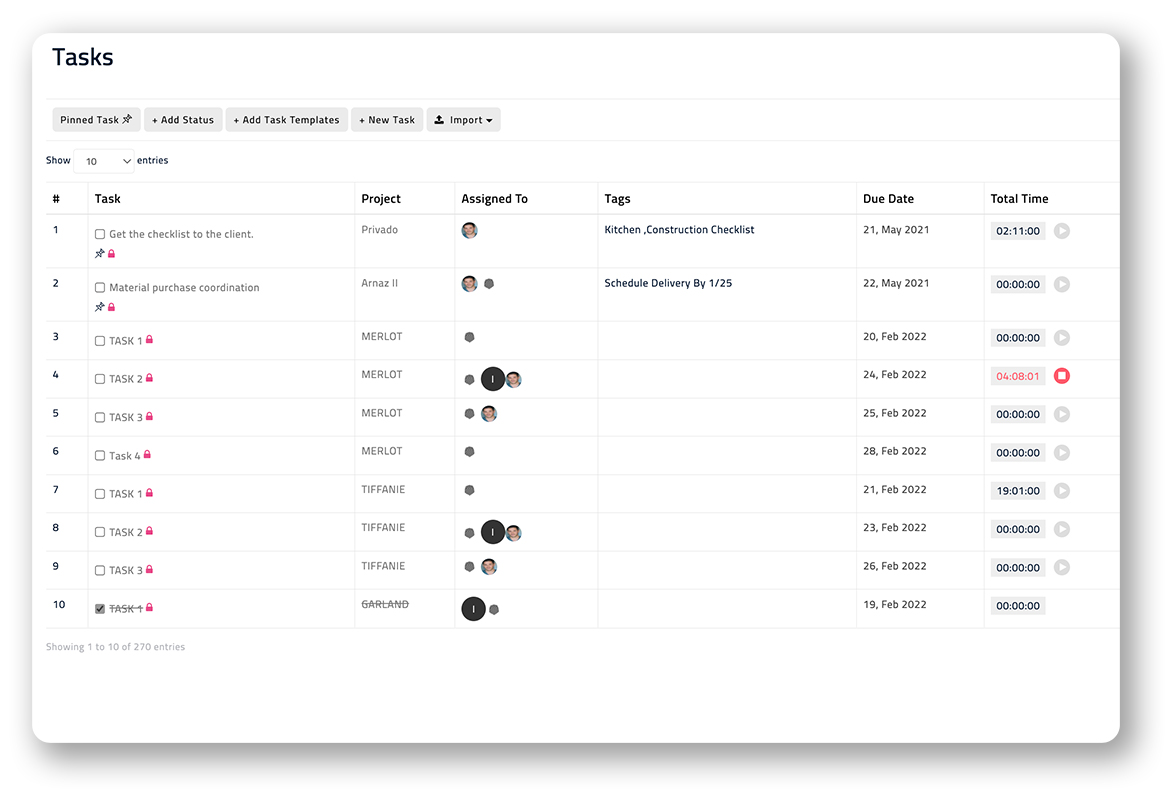 Tasks
Pinned Task + Add Status + Add Task Templates + New Task Import
Show 10 entries
# Task Project Assigned To Tags Due Date Total Time
1 Get the checklist to the client. Privado Kitchen ,Construction Checklist 21, May 2021 02:11:00
2 Material purchase coordination Arnaz II Schedule Delivery By 1/25 22, May 2021 00:00:00
3 TASK 1 MERLOT 20, Feb 2022 00:00:00
4 TASK 2 MERLOT I 24, Feb 2022 04:08:01
5 TASK 3 MERLOT 25, Feb 2022 00:00:00
6 Task 4 MERLOT 28, Feb 2022 00:00:00
7 TASK 1 TIFFANIE 21, Feb 2022 19:01:00
8 TASK 2 TIFFANIE I 23, Feb 2022 00:00:00
9 TASK 3 TIFFANIE 26, Feb 2022 00:00:00
10 TASK 1 GARLAND I 19, Feb 2022 00:00:00
Showing 1 to 10 of 270 entries